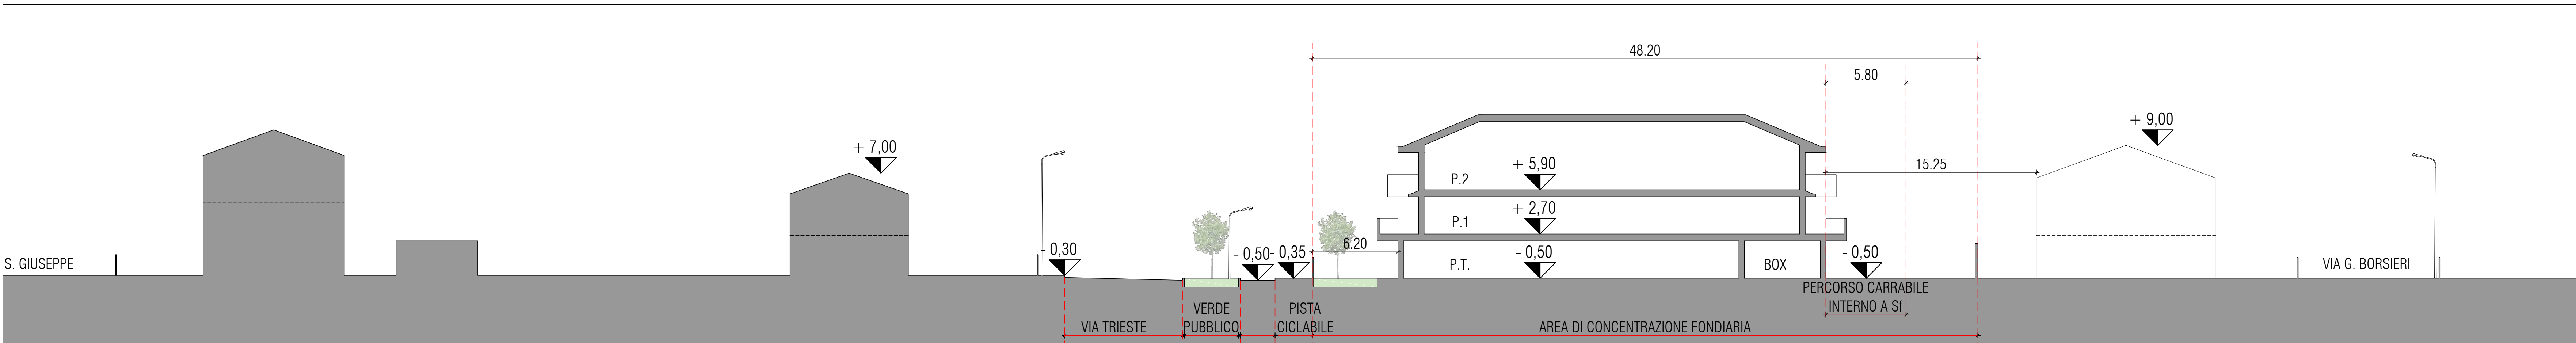 48.20
5.80
+ 9,00
+ 7,00
+ 5,90
P.2
15.25
+ 2,70
P.1
6.20
- 0,30
- 0,50
- 0,35
- 0,50
- 0,50
S. GIUSEPPE
P.T.
BOX
VIA G. BORSIERI
PERCORSO CARRABILE
INTERNO A Sf
VERDE
PUBBLICO
PISTA
CICLABILE
VIA TRIESTE
AREA DI CONCENTRAZIONE FONDIARIA